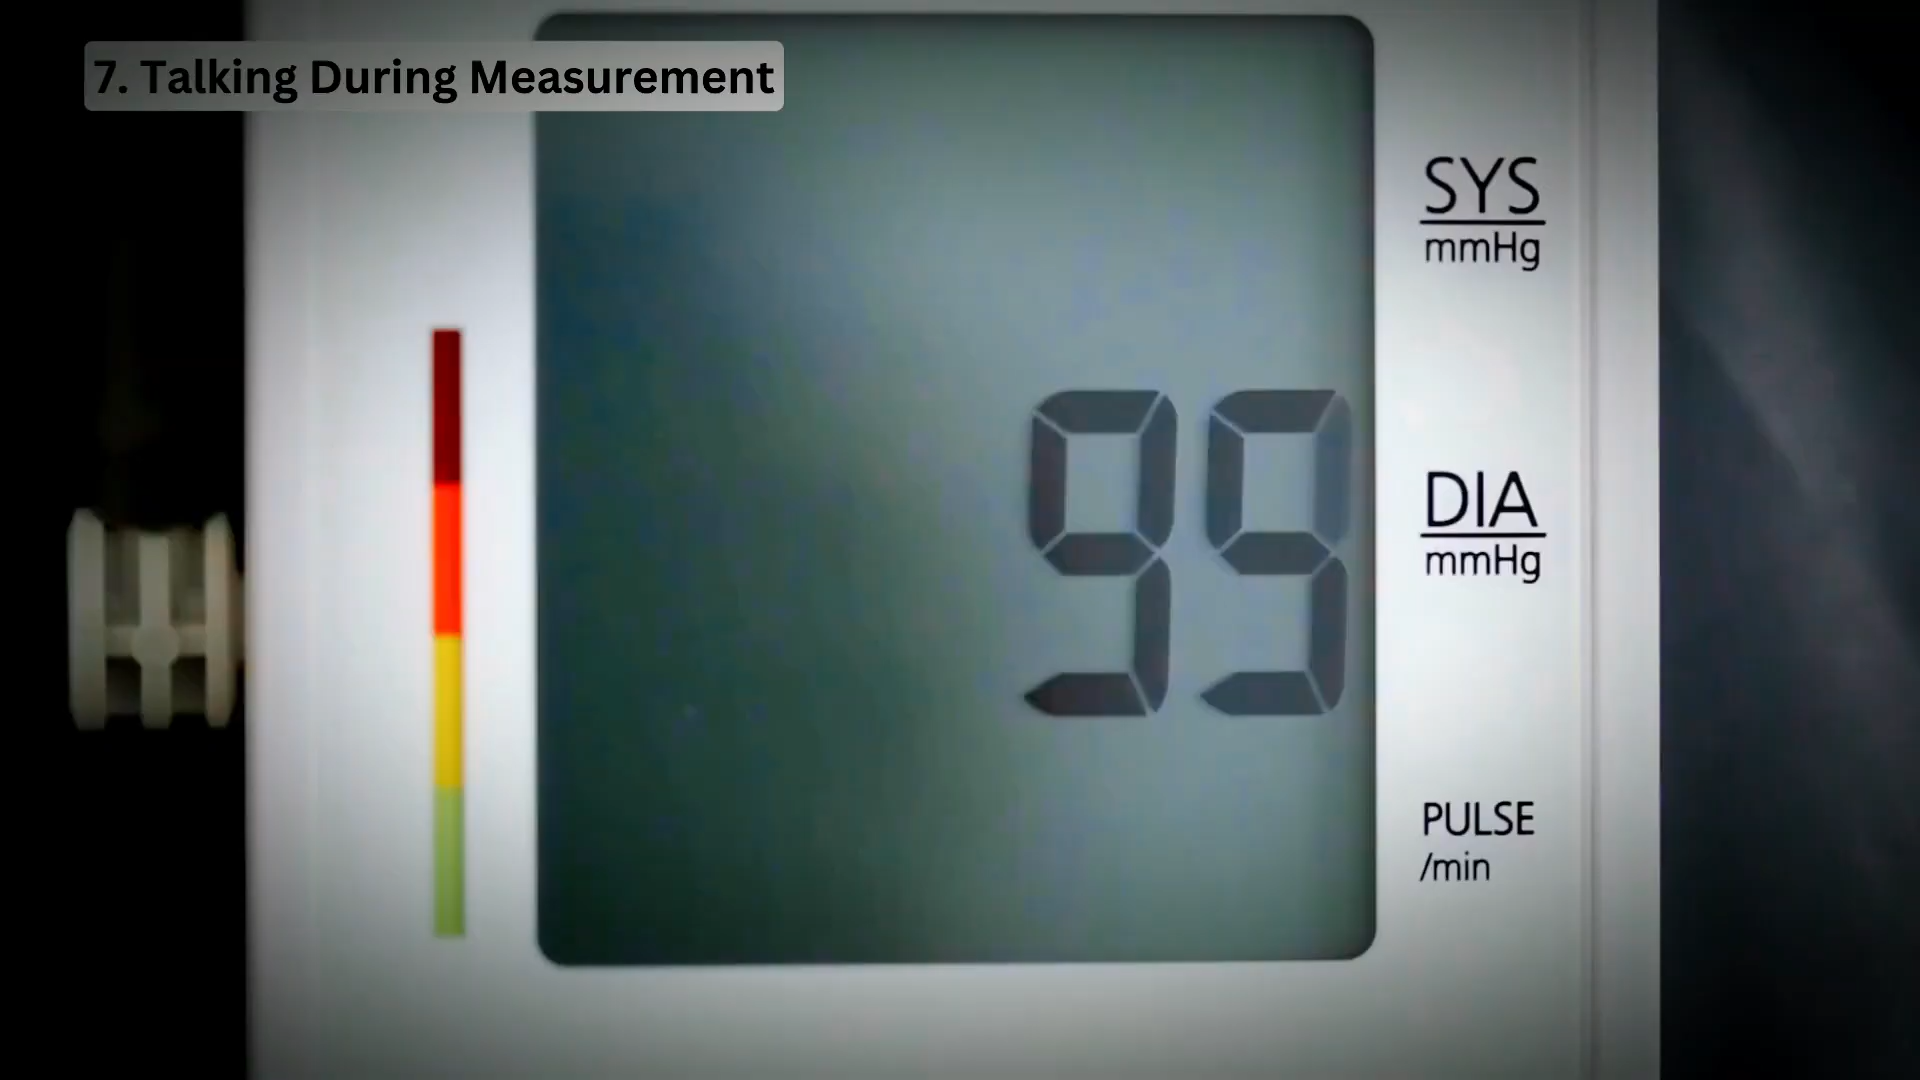 7. Talking During Measurement
SYS
mmHg
99
DIA
mmHg
PULSE
/min